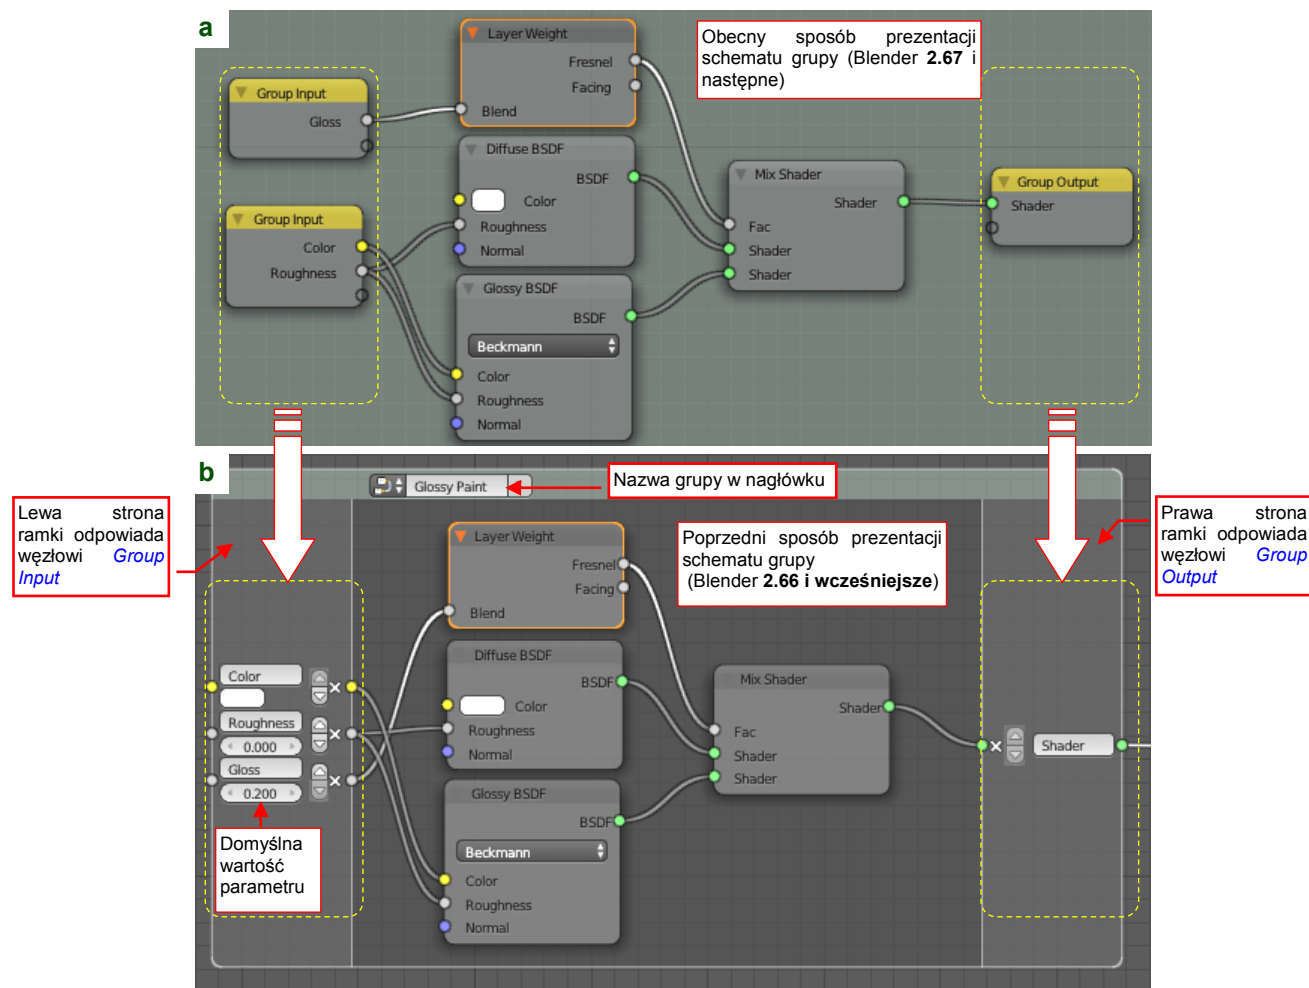 a
Obecny sposób prezentacji
schematu grupy (Blender 2.67 i
następne)
Layer Weight
Fresnel
Facing
Blend
Group Input
Gloss
Diffuse BSDF
BSDF
Color
Roughness
Normal
Mix Shader
Shader
Fac
Shader
Shader
Group Output
Shader
Group Input
Color
Roughness
Glossy BSDF
BSDF
Beckmann
Color
Roughness
Normal
b
Glossy Paint
Nazwa grupy w nagłówku
Lewa strona
ramki odpowiada
węzłowi Group
Input
Prawa strona
ramki odpowiada
węzłowi Group
Output
Poprzedni sposób prezentacji
schematu grupy
(Blender 2.66 i wcześniejsze)
Layer Weight
Fresnel
Facing
Blend
Color
Roughness
0.000
Gloss
0.200
Domyślna
wartość
parametru
Diffuse BSDF
BSDF
Color
Roughness
Normal
Mix Shader
Shader
Fac
Shader
Shader
Shader
Glossy BSDF
BSDF
Beckmann
Color
Roughness
Normal